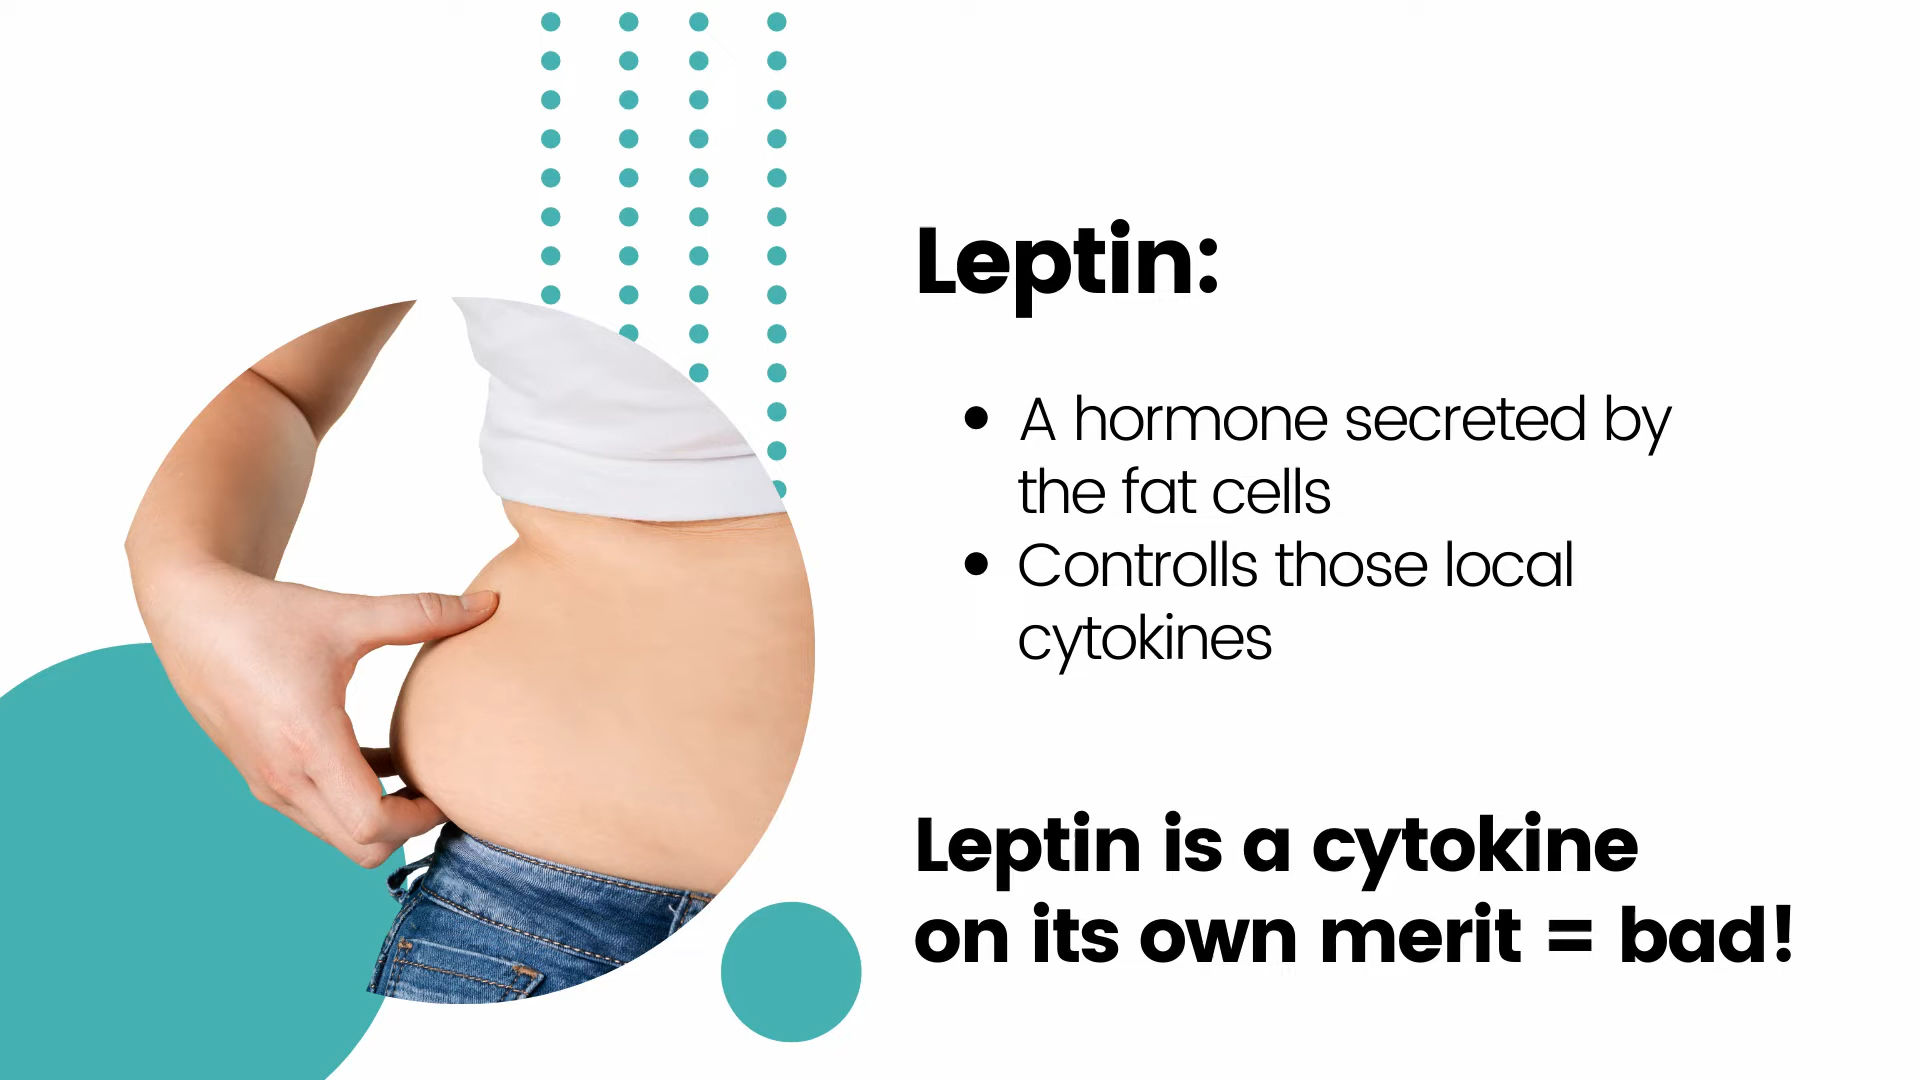 Leptin:
A hormone secreted by
the fat cells
Controlls those local
cytokines
Leptin is a cytokine
on its own merit = bad!